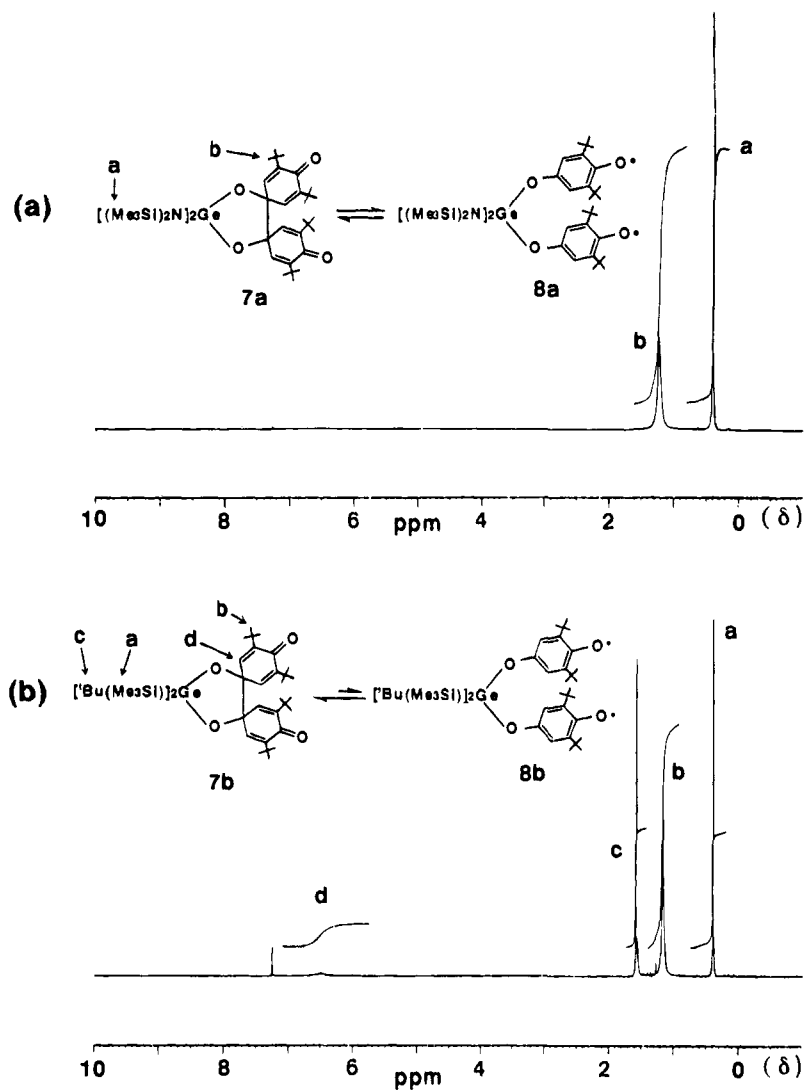 (a)
a
b
[(Me3Si)2N]2Ge
O
O
O
O
7a
[(Me3Si)2N]2Ge
O
O
O•
O•
8a
b
a
10 8 6 4 2 0 (δ)
ppm
(b)
c
a
b
d
[ᵗBu(Me3Si)]2Ge
O
O
O
O
7b
[ᵗBu(Me3Si)]2Ge
O
O
O•
O•
8b
d
c
b
a
10 8 6 4 2 0 (δ)
ppm